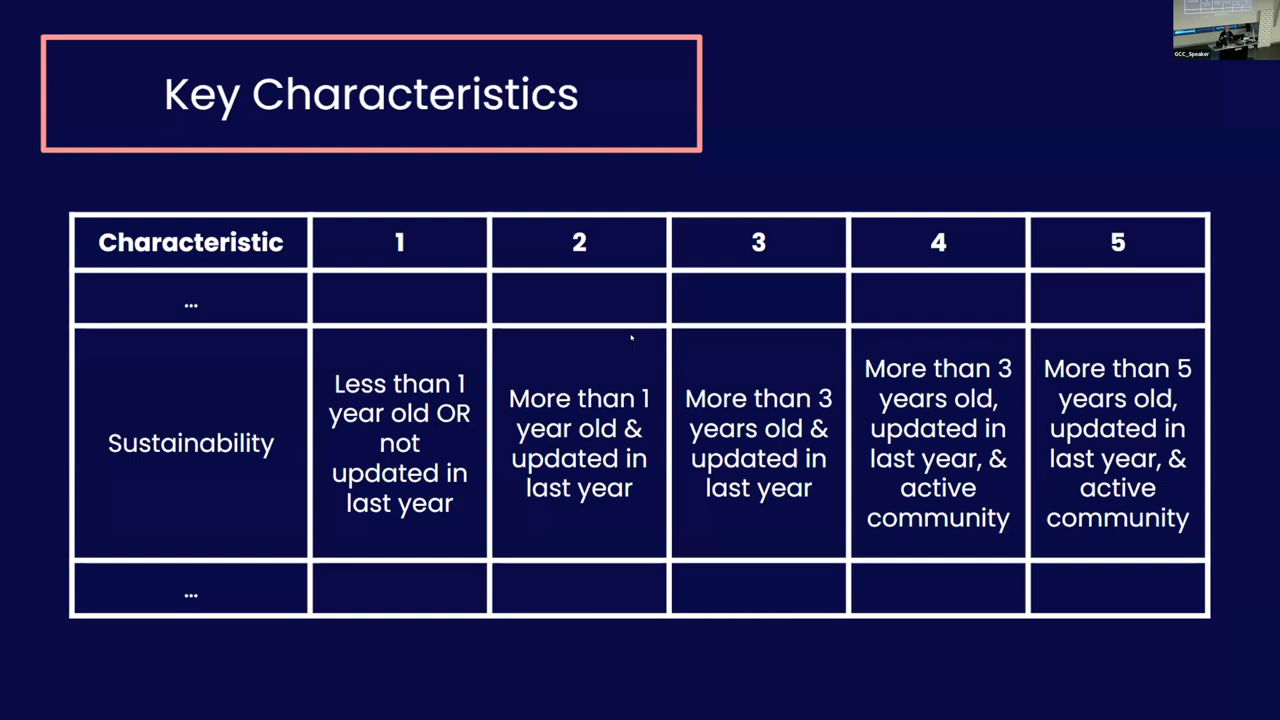 GCC_Speaker
Key Characteristics
Characteristic 1 2 3 4 5
...
Sustainability
Less than 1
year old OR
not
updated in
last year
More than 1
year old &
updated in
last year
More than 3
years old &
updated in
last year
More than 3
years old,
updated in
last year, &
active
community
More than 5
years old,
updated in
last year, &
active
community
...